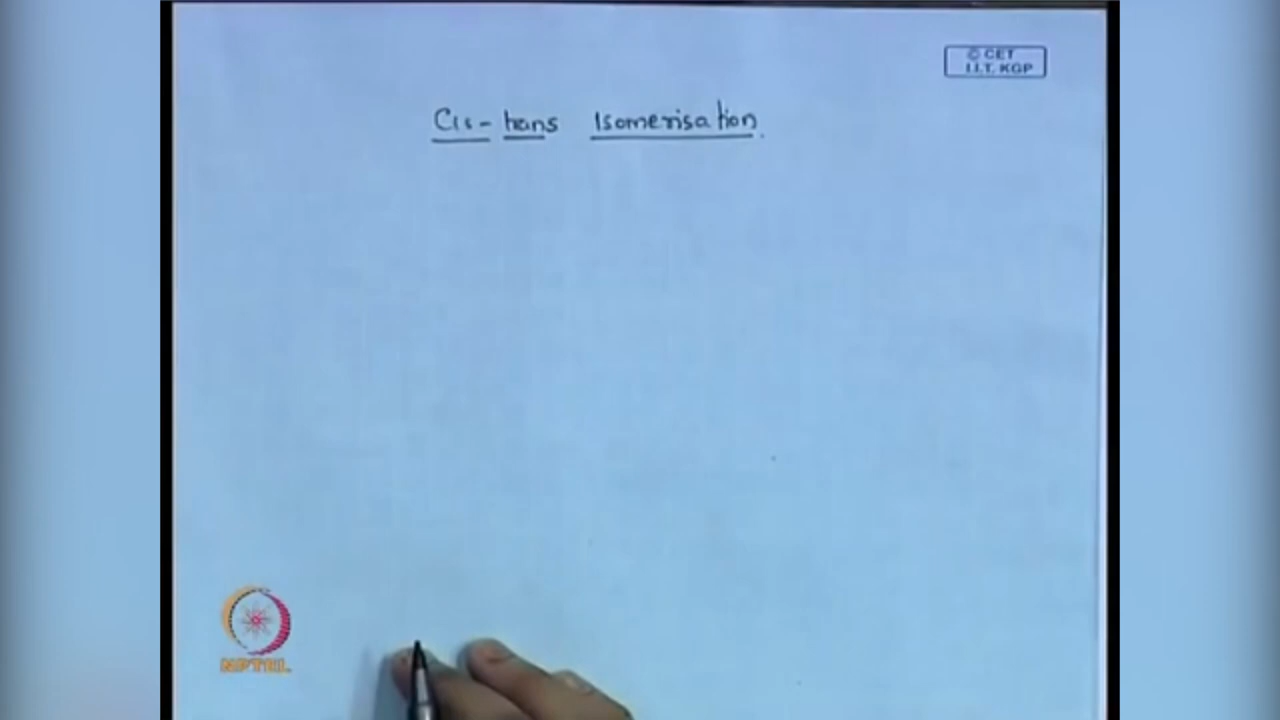 © CET
I.I.T. KGP
Cis - trans Isomerisation.
NPTEL